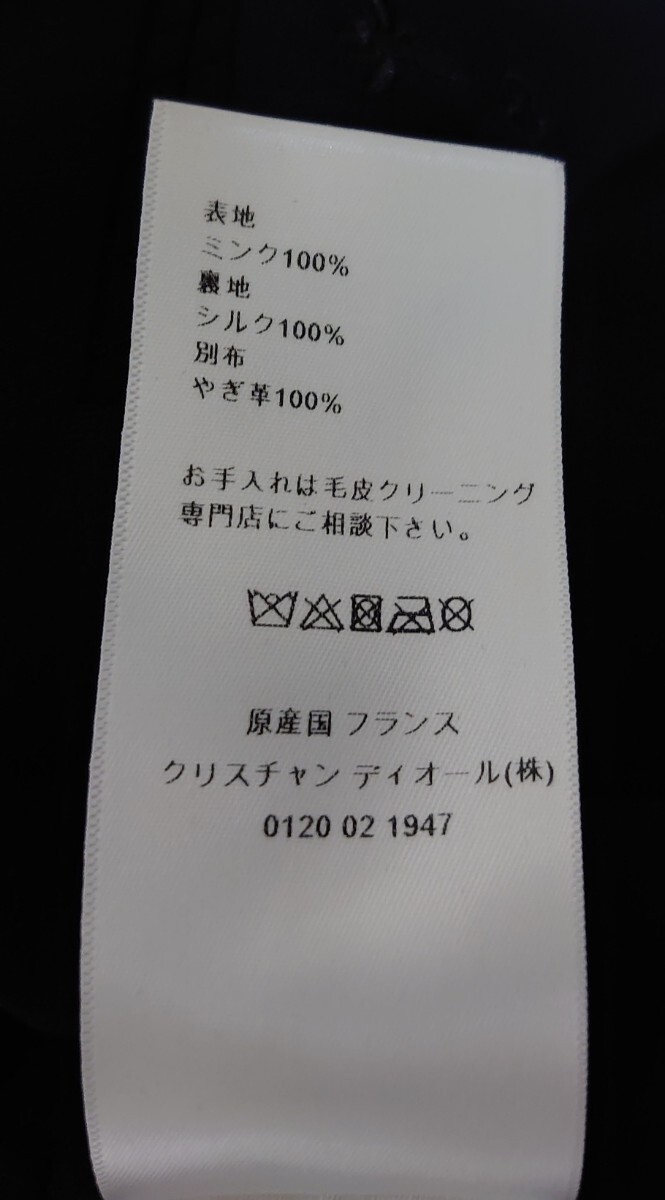 表地
ミンク100%
裏地
シルク100%
別布
やぎ革100%
お手入れは毛皮クリーニング
専門店にご相談下さい。
原産国 フランス
クリスチャン ディオール(株)
0120 02 1947